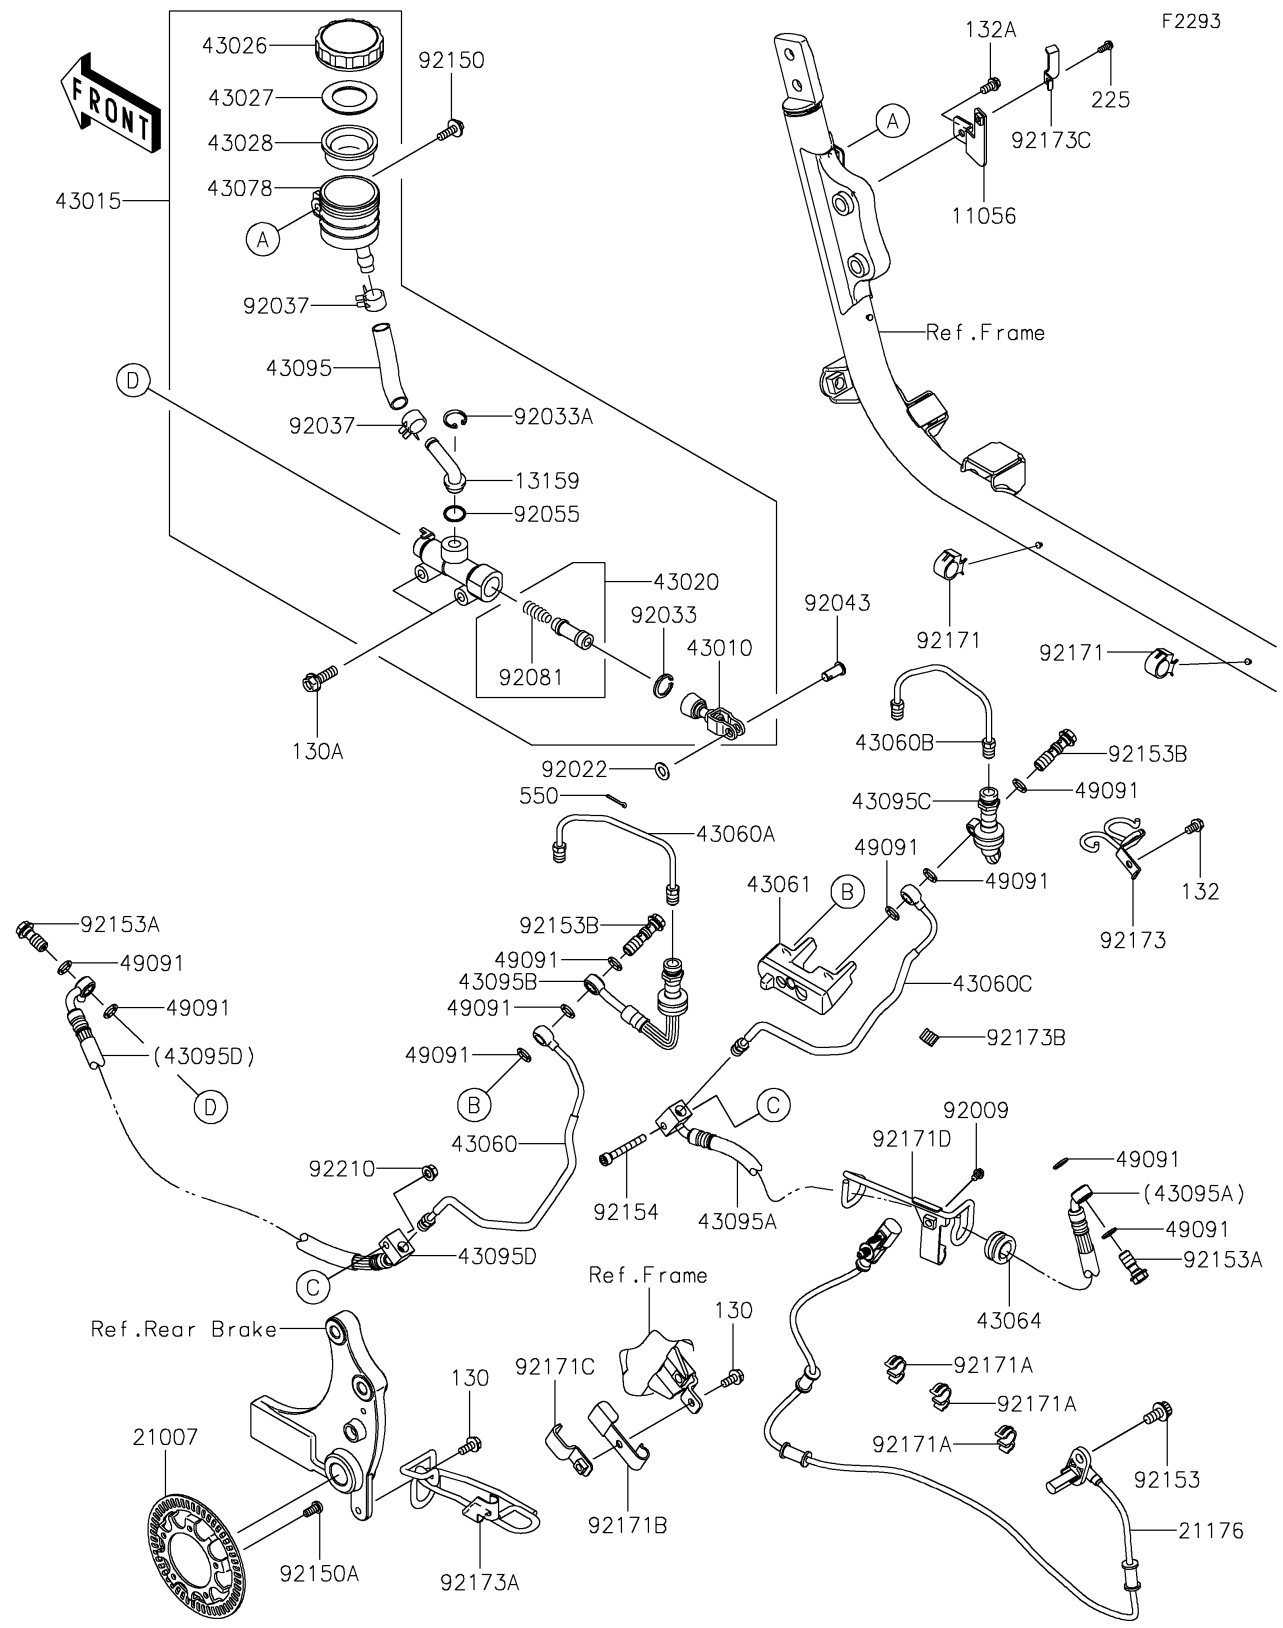 F2293
FRONT
43026
92150
132A
43027
225
43028
92173C
A
43078
43015
11056
A
92037
Ref.Frame
43095
D
92033A
92037
13159
92055
43020
92033
92043
92171
43010
92171
92081
130A
43060B
92153B
92022
49091
550
43095C
43060A
49091
49091
43061
B
132
92153A
92153B
92173
49091
49091
43095B
43060C
49091
49091
92173B
(43095D)
49091
B
C
D
92009
43060
92171D
49091
92210
(43095A)
92154
43095A
49091
43095D
92153A
Ref.Frame
C
130
43064
Ref.Rear Brake
92171C
92171A
130
92171A
21007
92171A
92153
92171B
21176
92150A
92173A